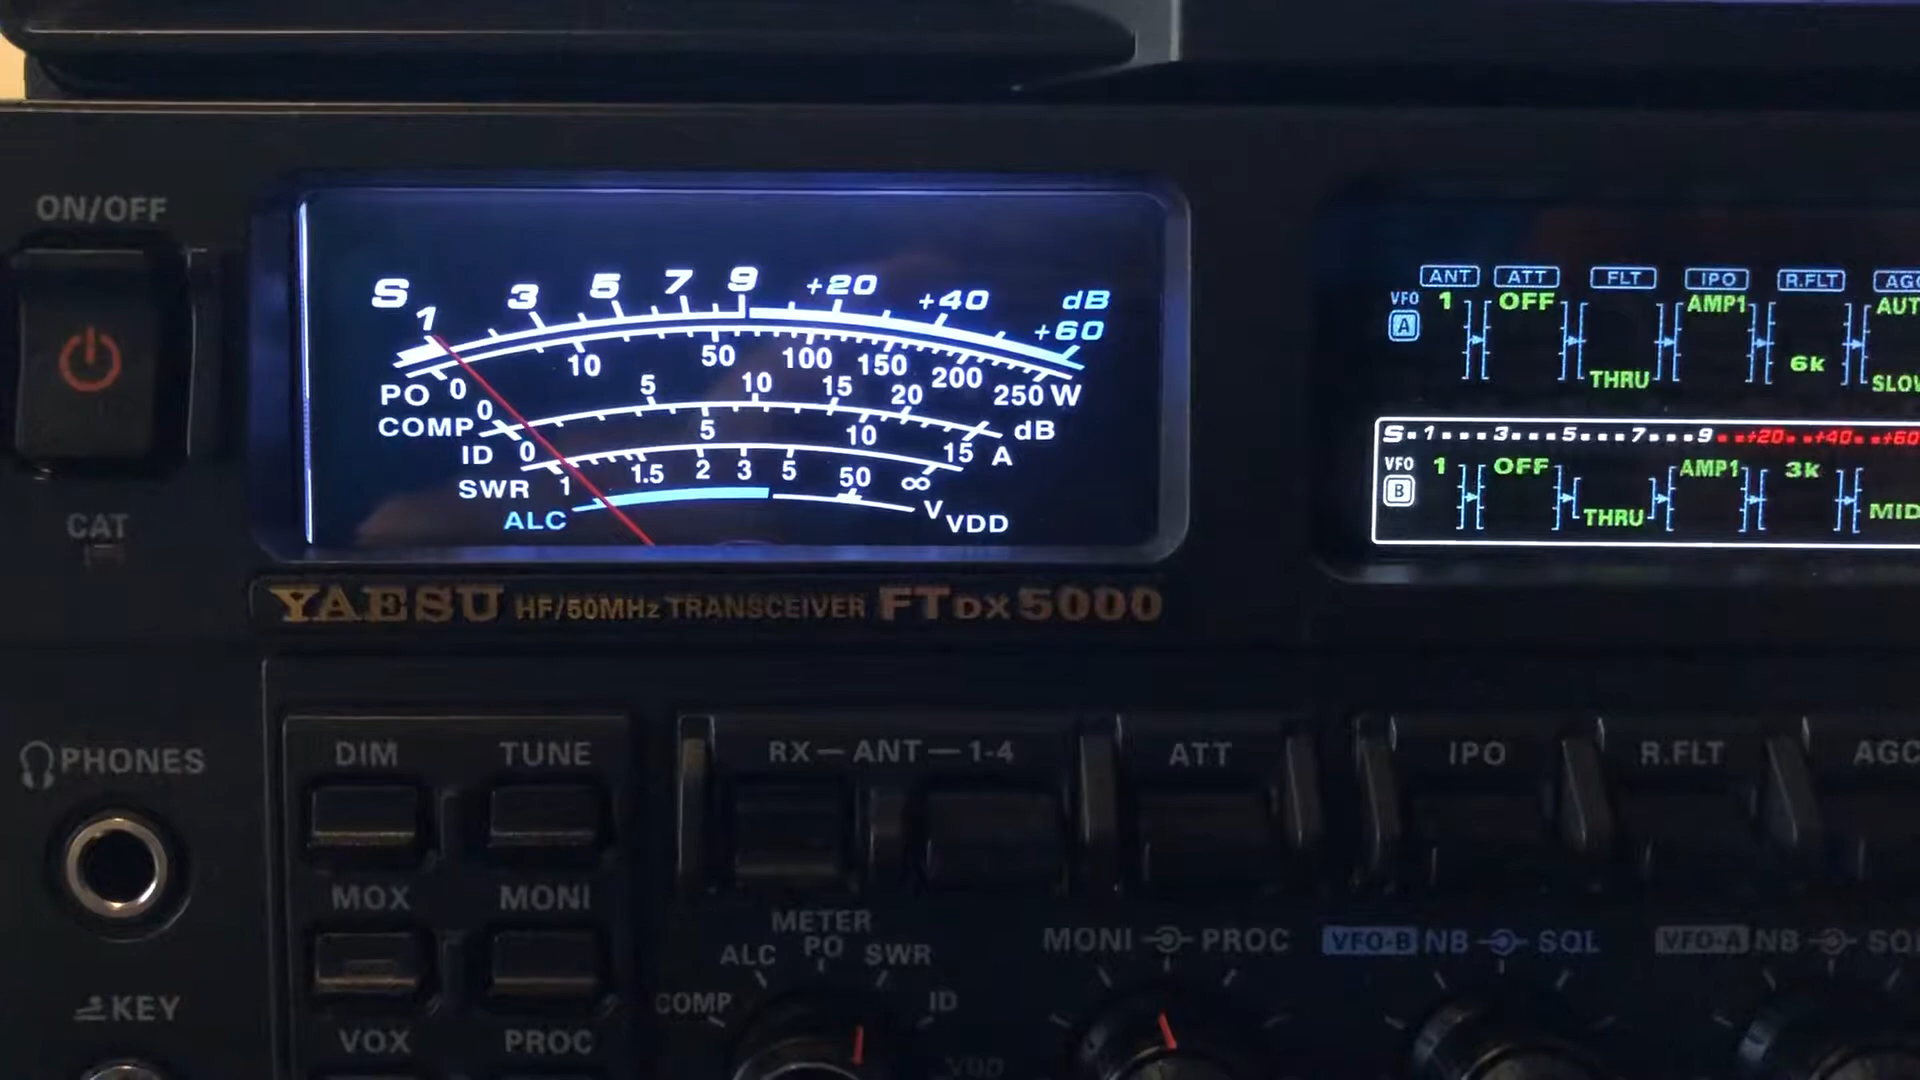 ON/OFF
CAT
PHONES
KEY
S 1 3 5 7 9 +20 +40 +60 dB
PO 0 10 50 100 150 200 250 W
COMP 0 5 10 15 20 dB
ID 0 5 10 15 A
SWR 1 1.5 2 3 5 50 ∞
ALC V VDD
YAESU HF/50MHz TRANSCEIVER FTDX5000
ANT ATT FLT IPO R.FLT
VFO A 1 OFF THRU AMP1 6k
S 1 3 5 7 9 +20 +40 +60
VFO B 1 OFF THRU AMP1 3k MID
DIM TUNE
MOX MONI
VOX PROC
RX—ANT—1-4 ATT IPO R.FLT AGC
METER
COMP ALC PO SWR ID VDD
MONI PROC
VFO-B NB SQL
VFO-A NB